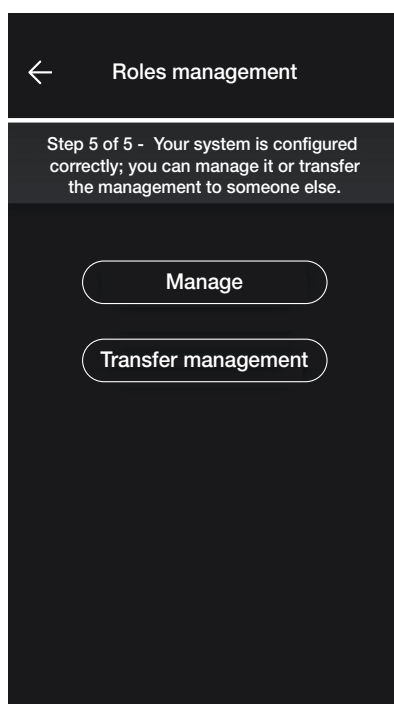 Roles management
Step 5 of 5 - Your system is configured
correctly; you can manage it or transfer
the management to someone else.
Manage
Transfer management